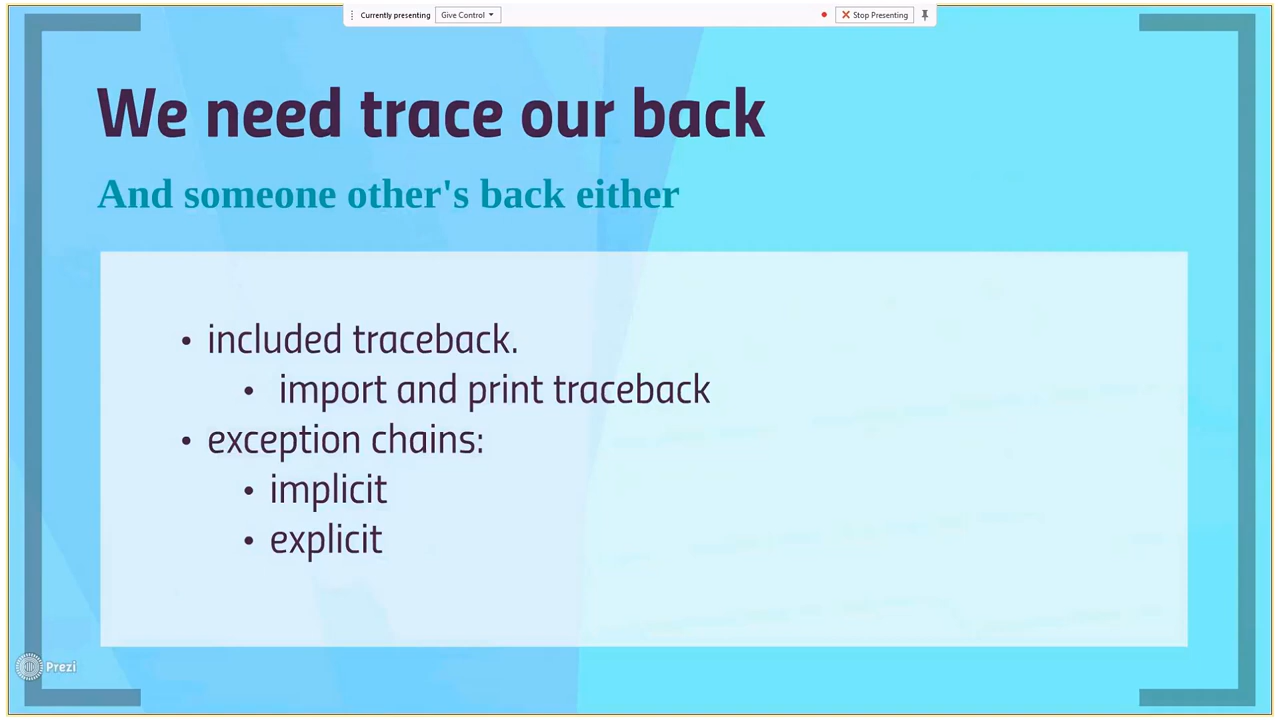 Currently presenting Give Control Stop Presenting
We need trace our back
And someone other's back either
• included traceback.
• import and print traceback
• exception chains:
• implicit
• explicit
Prezi